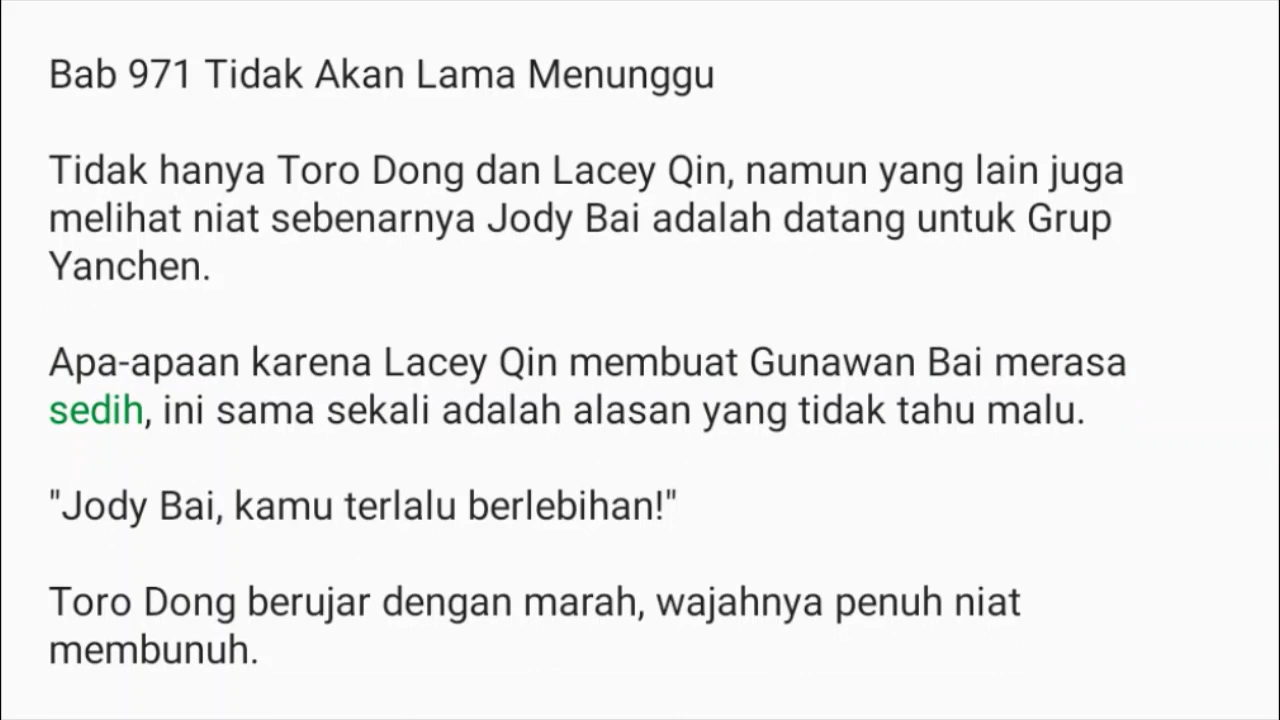 Bab 971 Tidak Akan Lama Menunggu
Tidak hanya Toro Dong dan Lacey Qin, namun yang lain juga
melihat niat sebenarnya Jody Bai adalah datang untuk Grup
Yanchen.
Apa-apaan karena Lacey Qin membuat Gunawan Bai merasa
sedih, ini sama sekali adalah alasan yang tidak tahu malu.
"Jody Bai, kamu terlalu berlebihan!"
Toro Dong berujar dengan marah, wajahnya penuh niat
membunuh.